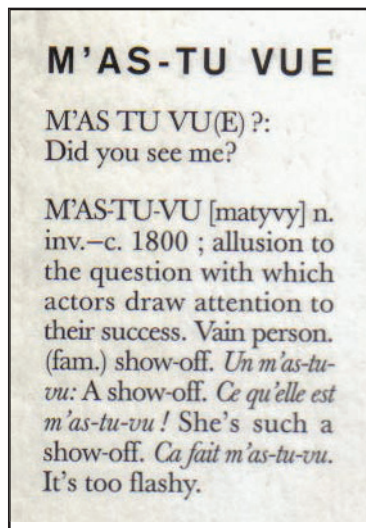 M'AS-TU VUE
M'AS TU VU(E) ?:
Did you see me?
M'AS-TU-VU [matyvy] n.
inv.–c. 1800 ; allusion to
the question with which
actors draw attention to
their success. Vain person.
(fam.) show-off. Un m'as-tu-
vu: A show-off. Ce qu'elle est
m'as-tu-vu ! She's such a
show-off. Ca fait m'as-tu-vu.
It's too flashy.